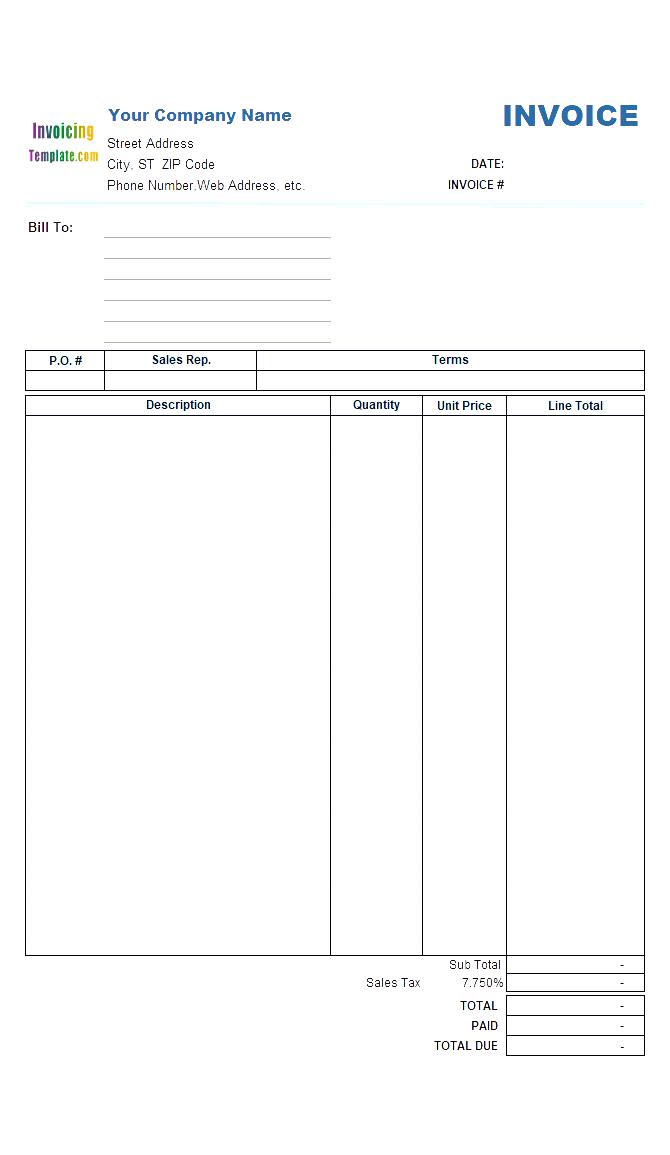 Invoicing
Template.com
Your Company Name
INVOICE
Street Address
City, ST  ZIP Code
DATE:
Phone Number,Web Address, etc.
INVOICE #
Bill To:
P.O. # Sales Rep. Terms
Description Quantity Unit Price Line Total
Sub Total -
Sales Tax 7.750% -
TOTAL -
PAID -
TOTAL DUE -